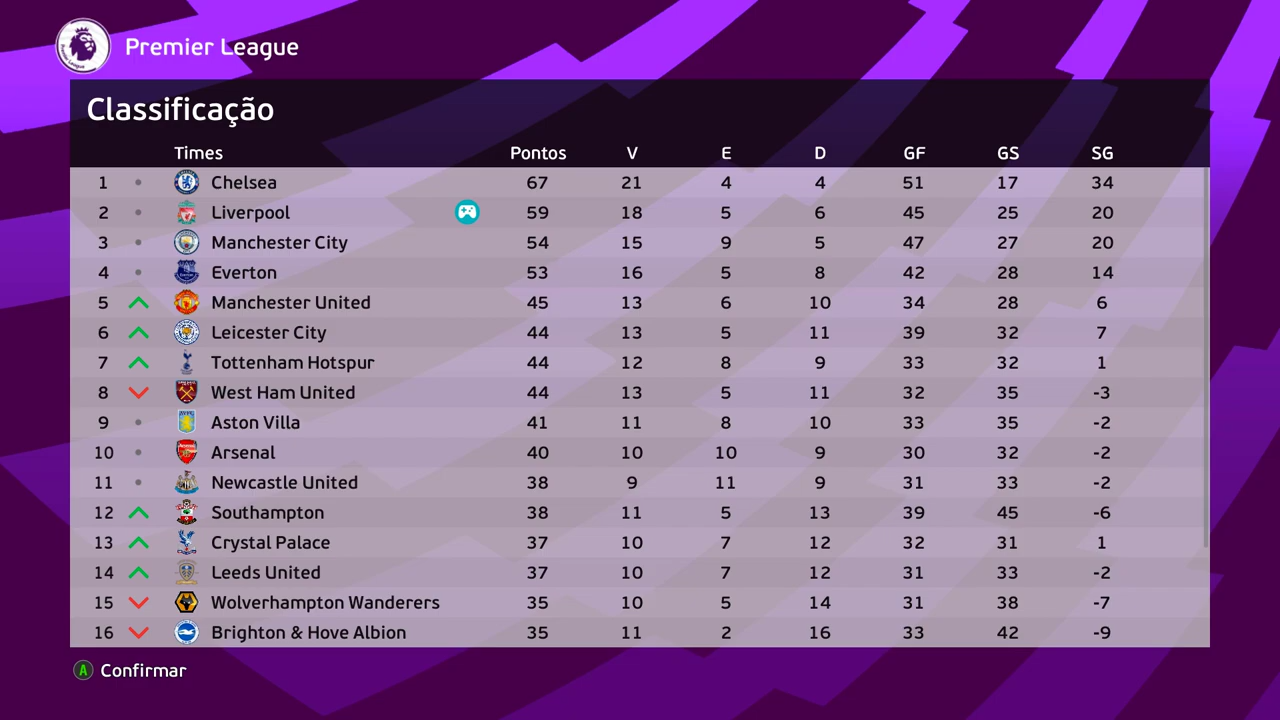 Premier League
Classificação
Times Pontos V E D GF GS SG
1 Chelsea 67 21 4 4 51 17 34
2 Liverpool 59 18 5 6 45 25 20
3 Manchester City 54 15 9 5 47 27 20
4 Everton 53 16 5 8 42 28 14
5 Manchester United 45 13 6 10 34 28 6
6 Leicester City 44 13 5 11 39 32 7
7 Tottenham Hotspur 44 12 8 9 33 32 1
8 West Ham United 44 13 5 11 32 35 -3
9 Aston Villa 41 11 8 10 33 35 -2
10 Arsenal 40 10 10 9 30 32 -2
11 Newcastle United 38 9 11 9 31 33 -2
12 Southampton 38 11 5 13 39 45 -6
13 Crystal Palace 37 10 7 12 32 31 1
14 Leeds United 37 10 7 12 31 33 -2
15 Wolverhampton Wanderers 35 10 5 14 31 38 -7
16 Brighton & Hove Albion 35 11 2 16 33 42 -9
A Confirmar